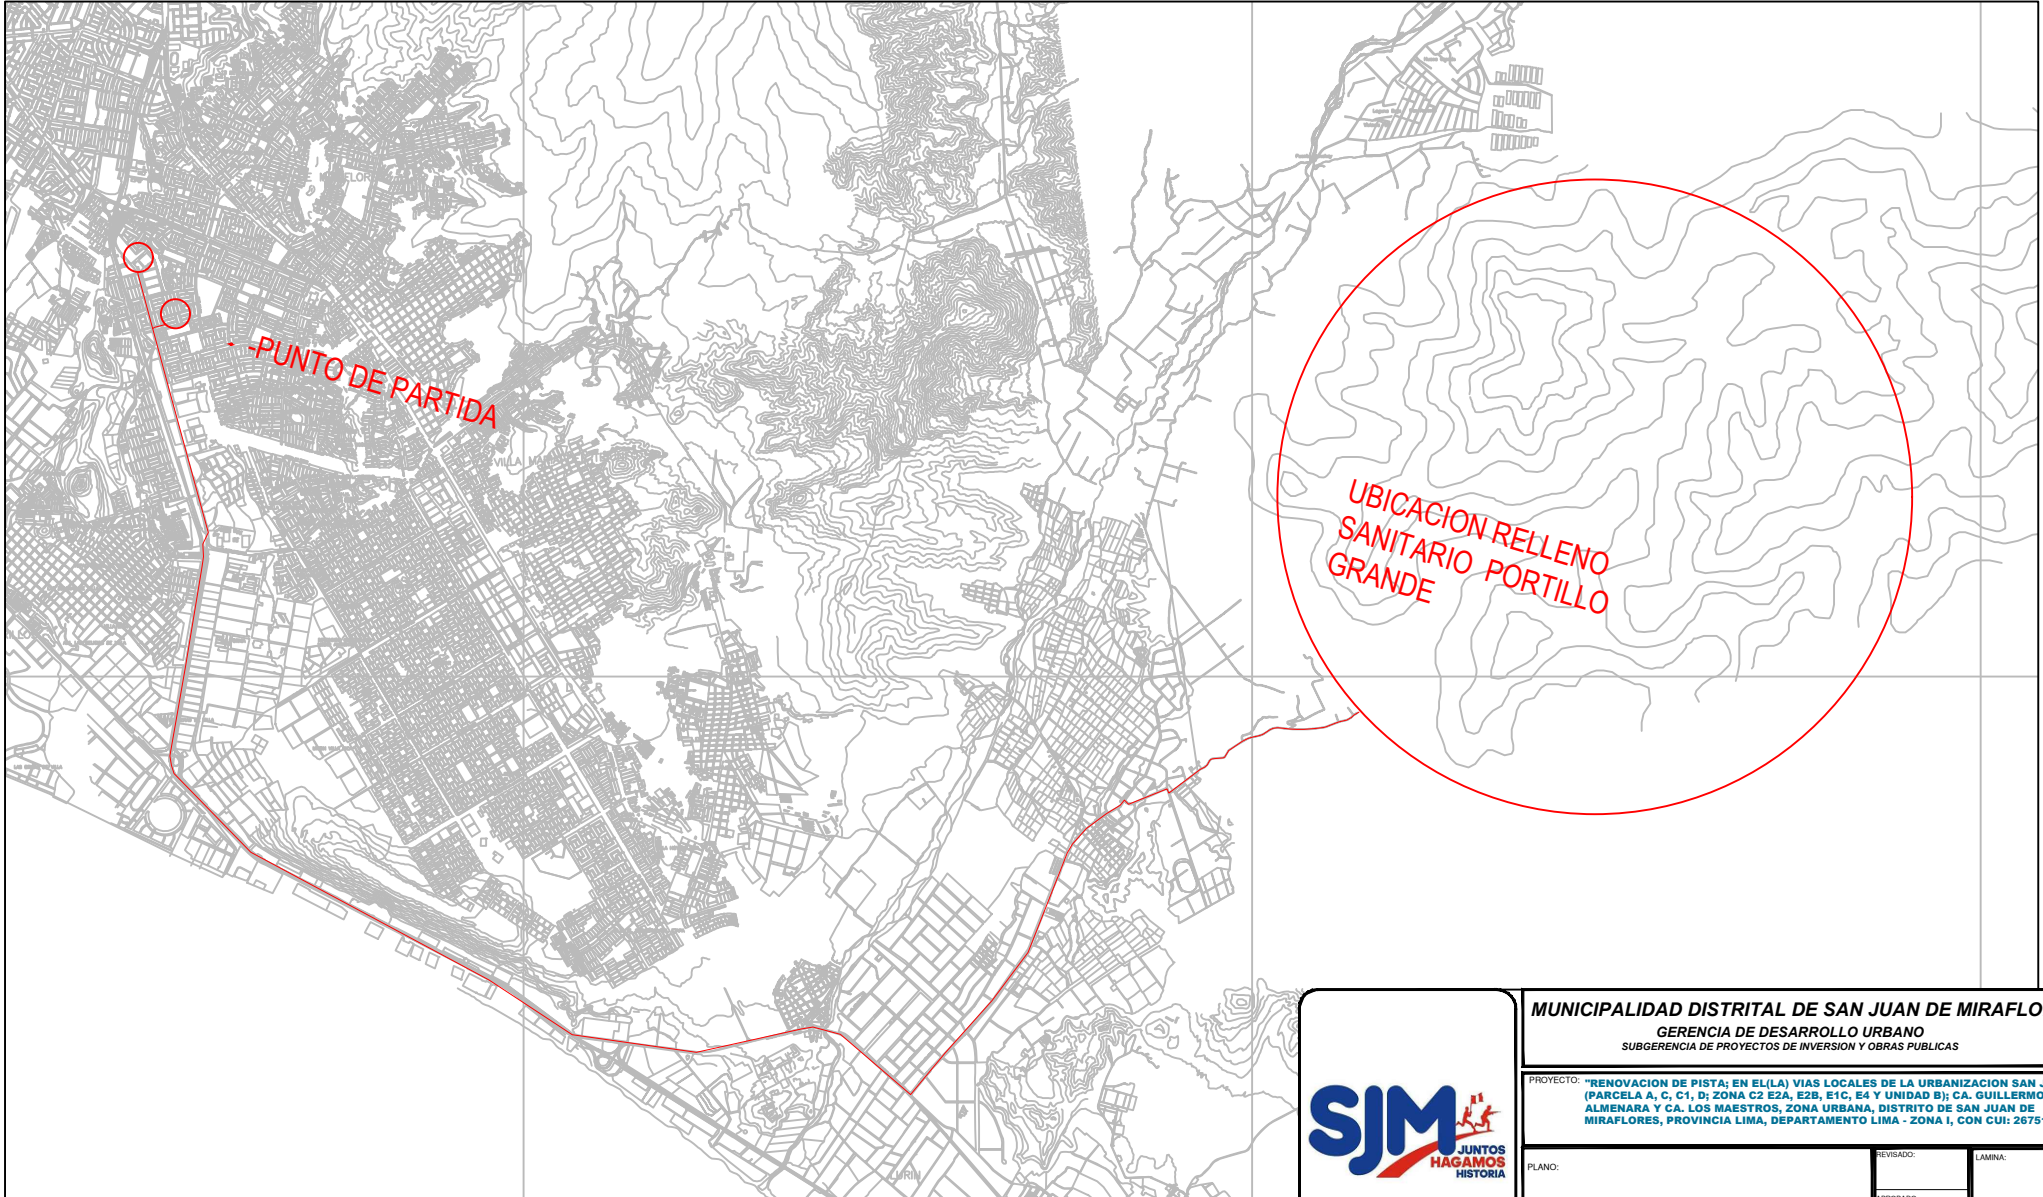 -PUNTO DE PARTIDA
VILLA MA
UBICACION RELLENO
SANITARIO PORTILLO
GRANDE
LURIN
SJM
JUNTOS
HAGAMOS
HISTORIA
MUNICIPALIDAD DISTRITAL DE SAN JUAN DE MIRAFLO
GERENCIA DE DESARROLLO URBANO
SUBGERENCIA DE PROYECTOS DE INVERSION Y OBRAS PUBLICAS
PROYECTO: "RENOVACION DE PISTA; EN EL(LA) VIAS LOCALES DE LA URBANIZACION SAN J
(PARCELA A, C, C1, D; ZONA C2 E2A, E2B, E1C, E4 Y UNIDAD B); CA. GUILLERMO
ALMENARA Y CA. LOS MAESTROS, ZONA URBANA, DISTRITO DE SAN JUAN DE
MIRAFLORES, PROVINCIA LIMA, DEPARTAMENTO LIMA - ZONA I, CON CUI: 2675
PLANO:
REVISADO:
LAMINA: